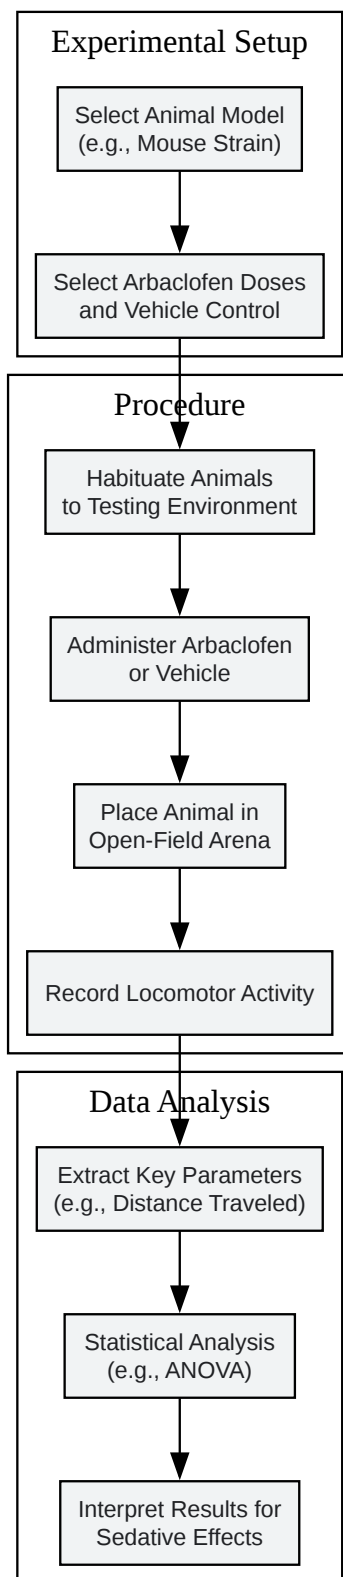 Experimental Setup
Select Animal Model
(e.g., Mouse Strain)
Select Arbaclofen Doses
and Vehicle Control
Procedure
Habituate Animals
to Testing Environment
Administer Arbaclofen
or Vehicle
Place Animal in
Open-Field Arena
Record Locomotor Activity
Data Analysis
Extract Key Parameters
(e.g., Distance Traveled)
Statistical Analysis
(e.g., ANOVA)
Interpret Results for
Sedative Effects